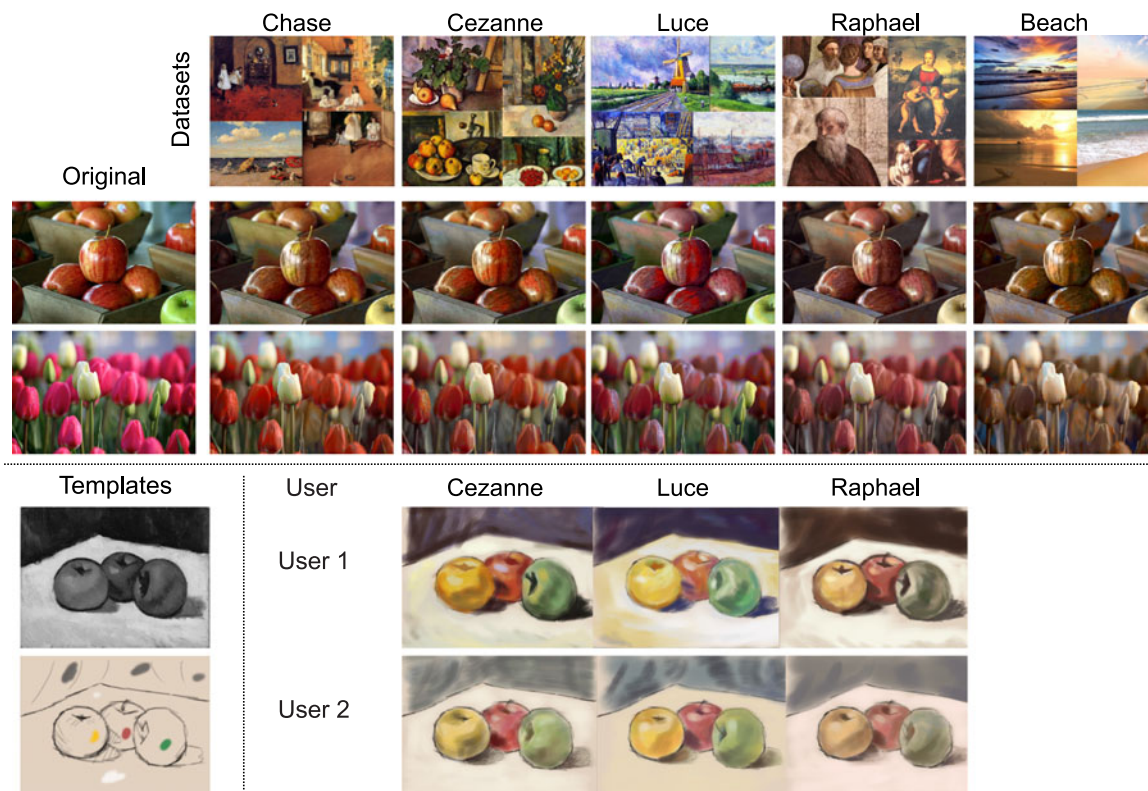 Chase Cezanne Luce Raphael Beach
Datasets
Original
Templates User Cezanne Luce Raphael
User 1
User 2